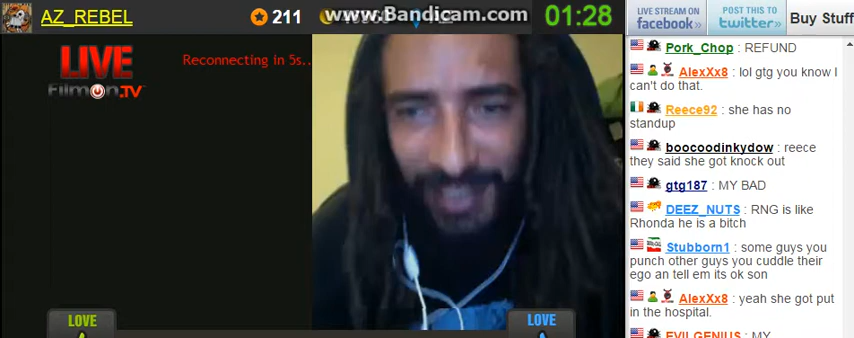 AZ_REBEL
211
www.Bandicam.com
01:28
LIVE STREAM ON
facebook»
POST THIS TO
twitter»
Buy Stuff
LIVE
FilmOn.TV
Reconnecting in 5s..
Pork_Chop : REFUND
AlexXx8 : lol gtg you know I
can't do that.
Reece92 : she has no
standup
boocoodinkydow : reece
they said she got knock out
gtg187 : MY BAD
DEEZ_NUTS : RNG is like
Rhonda he is a bitch
Stubborn1 : some guys you
punch other guys you cuddle their
ego an tell em its ok son
AlexXx8 : yeah she got put
in the hospital.
EVILGENIUS : MY
LOVE
LOVE